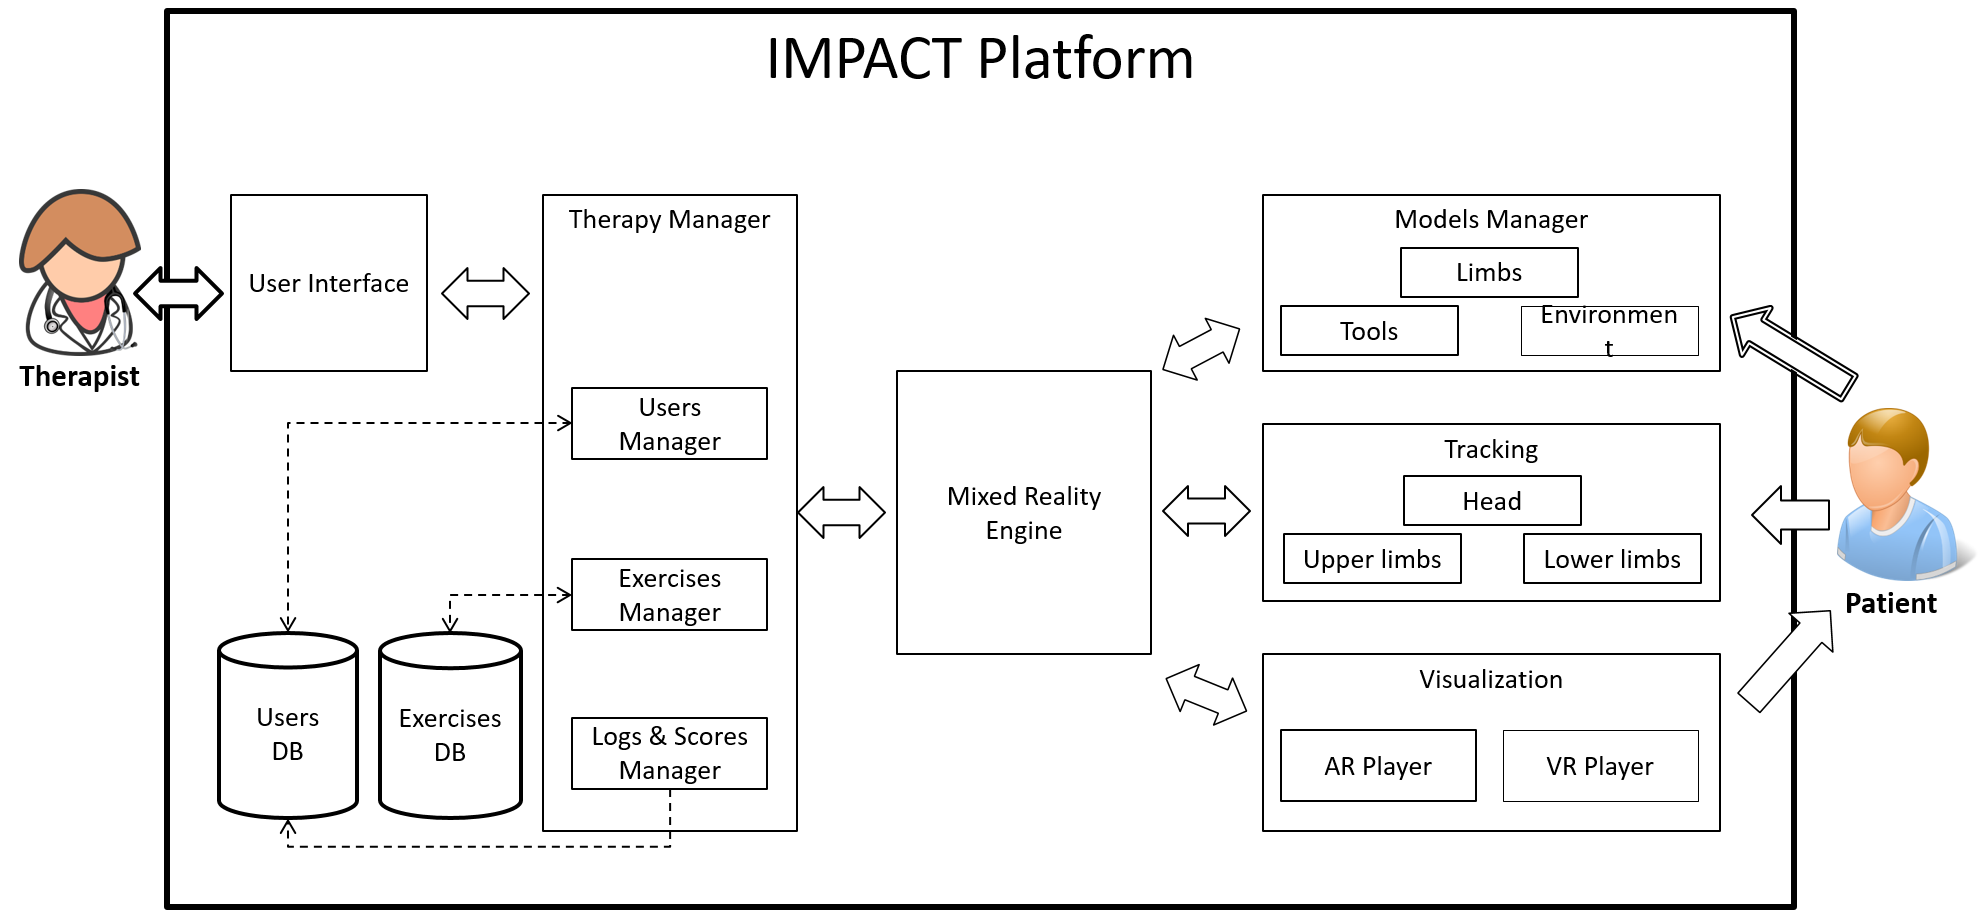 IMPACT Platform
Therapist
User Interface
Therapy Manager
Users
Manager
Exercises
Manager
Logs & Scores
Manager
Users
DB
Exercises
DB
Mixed Reality
Engine
Models Manager
Limbs
Tools
Environmen
t
Tracking
Head
Upper limbs
Lower limbs
Visualization
AR Player
VR Player
Patient